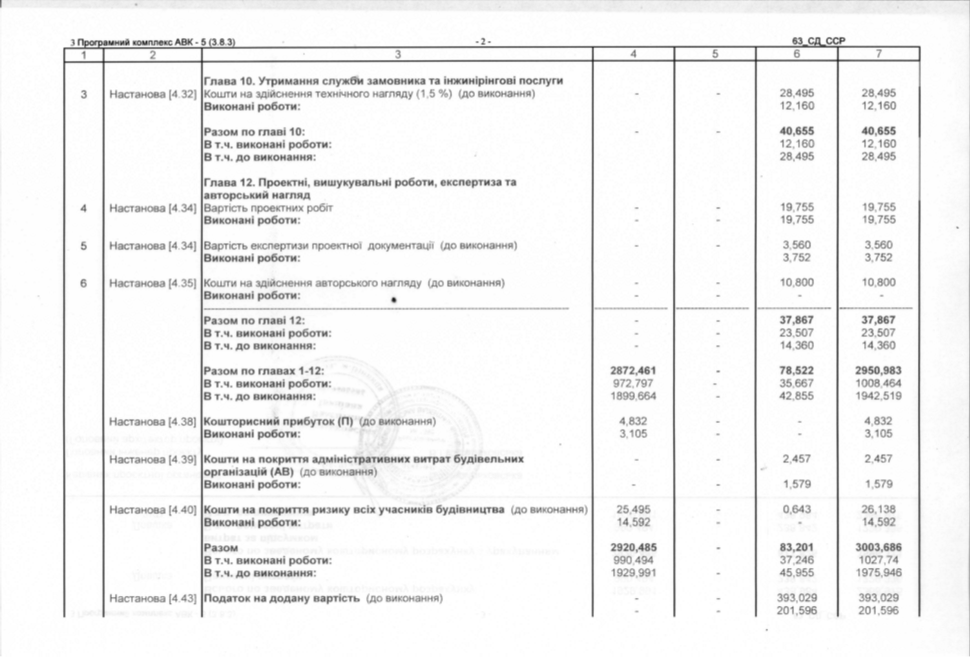 3 Програмний комплекс АВК - 5 (3.8.3) - 2 - 63_СД_ССР
1 2 3 4 5 6 7
Глава 10. Утримання служби замовника та інжинірінгові послуги
3 Настанова [4.32] Кошти на здійснення технічного нагляду (1,5 %) (до виконання) - - 28,495 28,495
Виконані роботи: - - 12,160 12,160
Разом по главі 10: - - 40,655 40,655
В т.ч. виконані роботи: - - 12,160 12,160
В т.ч. до виконання: - - 28,495 28,495
Глава 12. Проектні, вишукувальні роботи, експертиза та
авторський нагляд
4 Настанова [4.34] Вартість проектних робіт - - 19,755 19,755
Виконані роботи: - - 19,755 19,755
5 Настанова [4.34] Вартість експертизи проектної документації (до виконання) - - 3,560 3,560
Виконані роботи: - - 3,752 3,752
6 Настанова [4.35] Кошти на здійснення авторського нагляду (до виконання) - - 10,800 10,800
Виконані роботи: - - - -
Разом по главі 12: - - 37,867 37,867
В т.ч. виконані роботи: - - 23,507 23,507
В т.ч. до виконання: - - 14,360 14,360
Разом по главах 1-12: 2872,461 - 78,522 2950,983
В т.ч. виконані роботи: 972,797 - 35,667 1008,464
В т.ч. до виконання: 1899,664 - 42,855 1942,519
Настанова [4.38] Кошторисний прибуток (П) (до виконання) 4,832 - - 4,832
Виконані роботи: 3,105 - - 3,105
Настанова [4.39] Кошти на покриття адміністративних витрат будівельних - - 2,457 2,457
організацій (АВ) (до виконання)
Виконані роботи: - - 1,579 1,579
Настанова [4.40] Кошти на покриття ризику всіх учасників будівництва (до виконання) 25,495 - 0,643 26,138
Виконані роботи: 14,592 - - 14,592
Разом 2920,485 - 83,201 3003,686
В т.ч. виконані роботи: 990,494 - 37,246 1027,74
В т.ч. до виконання: 1929,991 - 45,955 1975,946
Настанова [4.43] Податок на додану вартість (до виконання) - - 393,029 393,029
- - 201,596 201,596